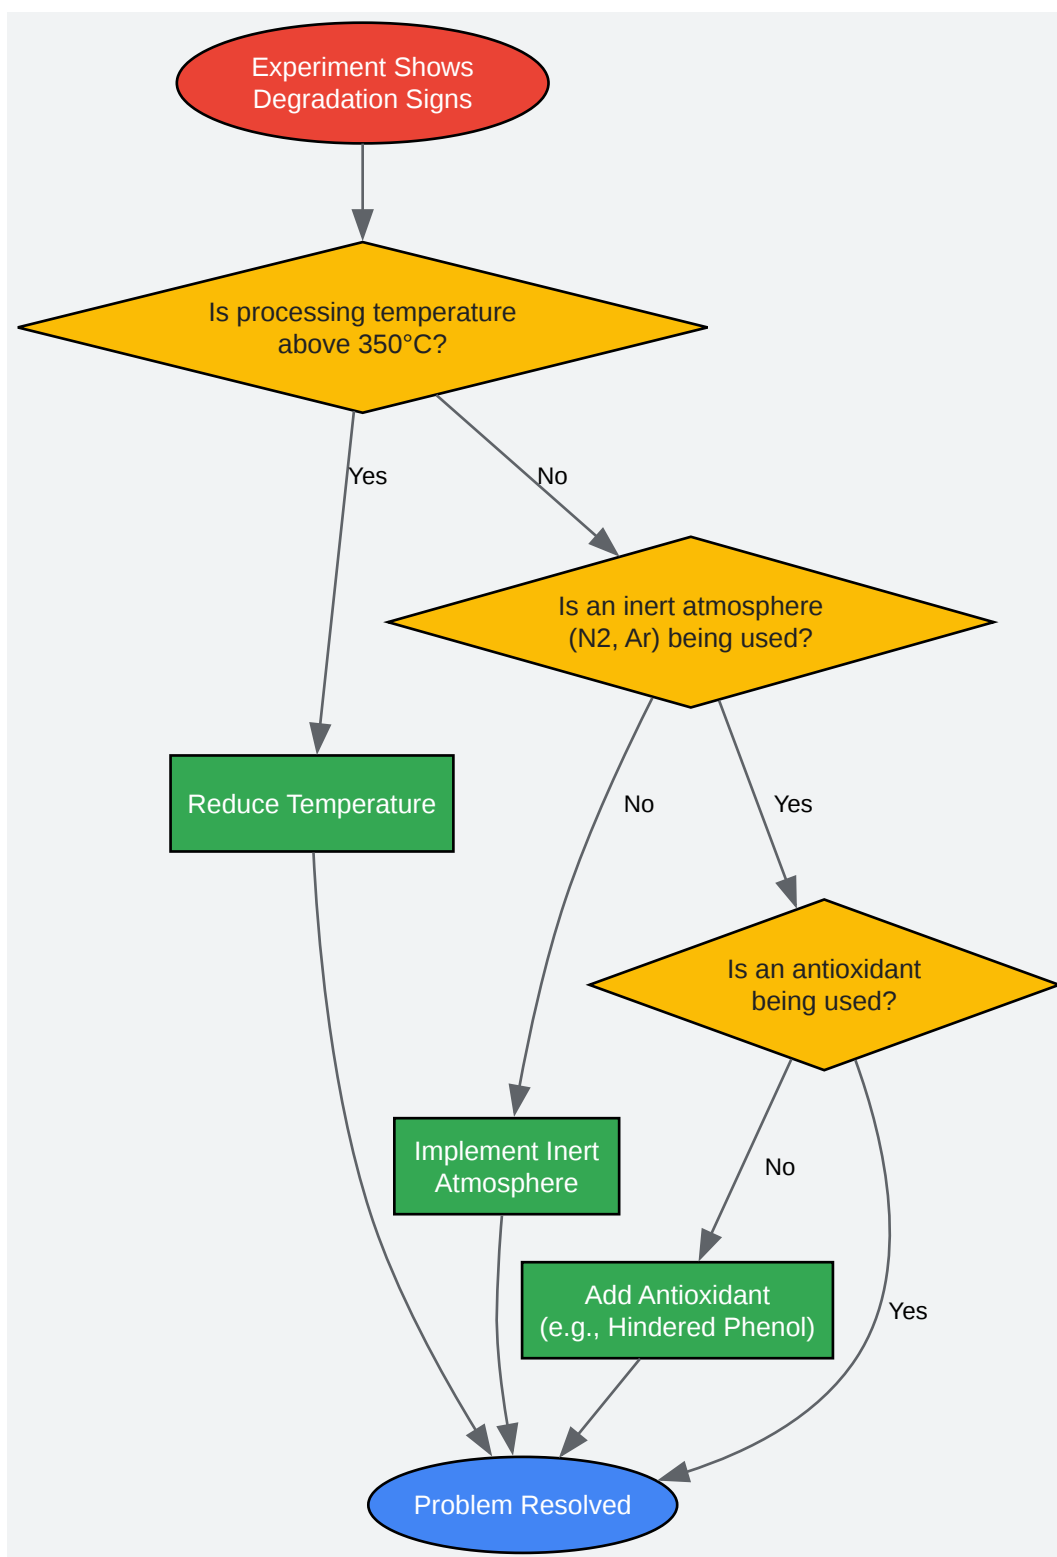 Experiment Shows
Degradation Signs
Is processing temperature
above 350°C?
Yes
No
Is an inert atmosphere
(N2, Ar) being used?
Reduce Temperature
No
Yes
Is an antioxidant
being used?
Implement Inert
Atmosphere
No
Add Antioxidant
(e.g., Hindered Phenol)
Yes
Problem Resolved